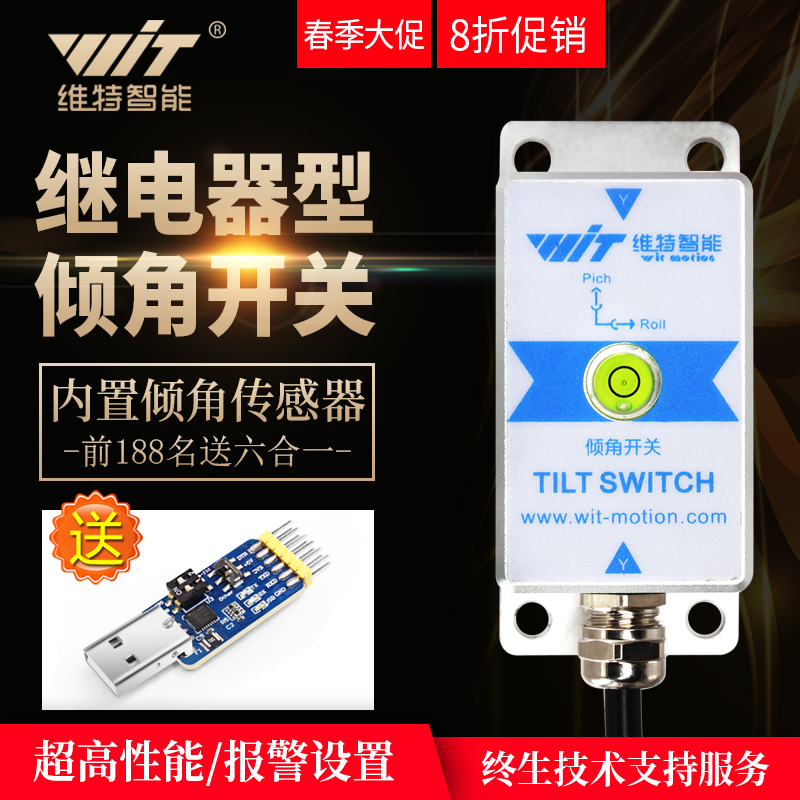 WIT®
维特智能
春季大促
8折促销
继电器型
倾角开关
内置倾角传感器
-前188名送六合一-
送
Y
WIT 维特智能
wit motion
Pich
Roll
倾角开关
TILT SWITCH
www.wit-motion.com
Y
超高性能/报警设置
终生技术支持服务